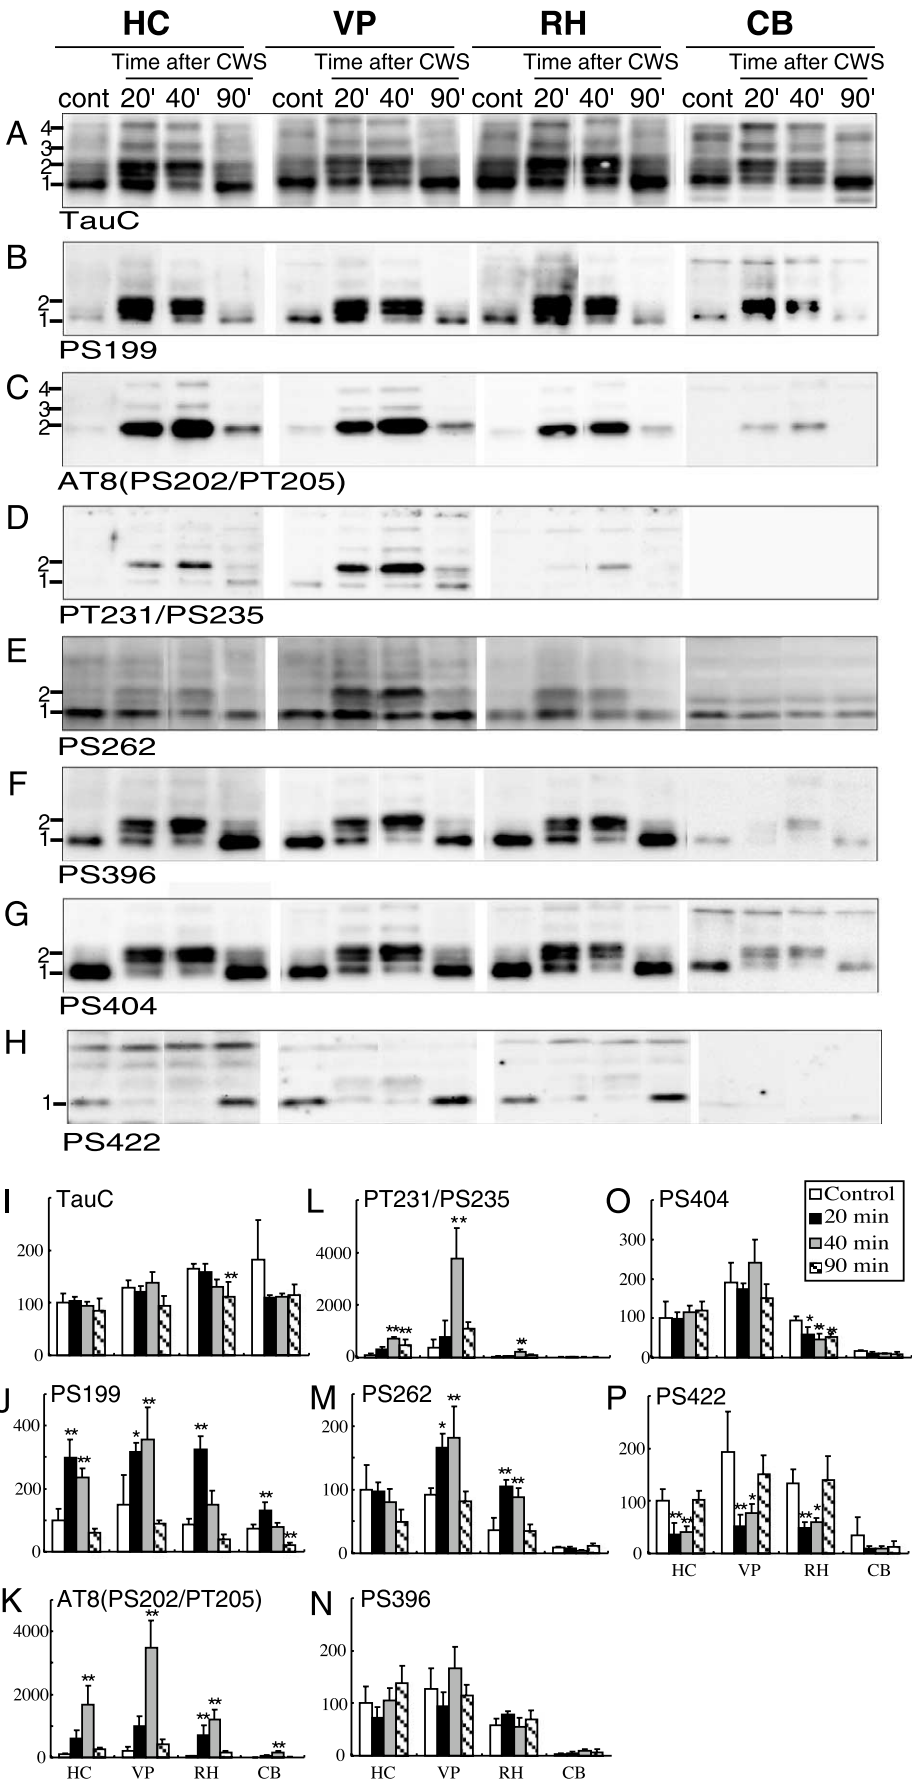 HC VP RH CB
Time after CWS Time after CWS Time after CWS Time after CWS
cont 20' 40' 90' cont 20' 40' 90' cont 20' 40' 90' cont 20' 40' 90'
A 4 3 2 1
TauC
B 2 1
PS199
C 4 3 2
AT8(PS202/PT205)
D 2 1
PT231/PS235
E 2 1
PS262
F 2 1
PS396
G 2 1
PS404
H 1
PS422
I TauC
200
100
0
**
L PT231/PS235
4000
2000
0
** ** ** **
O PS404
300
200
100
0
* ** **
Control
20 min
40 min
90 min
J PS199
400
200
0
** ** * ** ** ** **
M PS262
200
100
0
* ** ** **
P PS422
200
100
0
** ** ** * ** *
HC VP RH CB
K AT8(PS202/PT205)
4000
2000
0
** ** ** ** **
HC VP RH CB
N PS396
200
100
0
HC VP RH CB